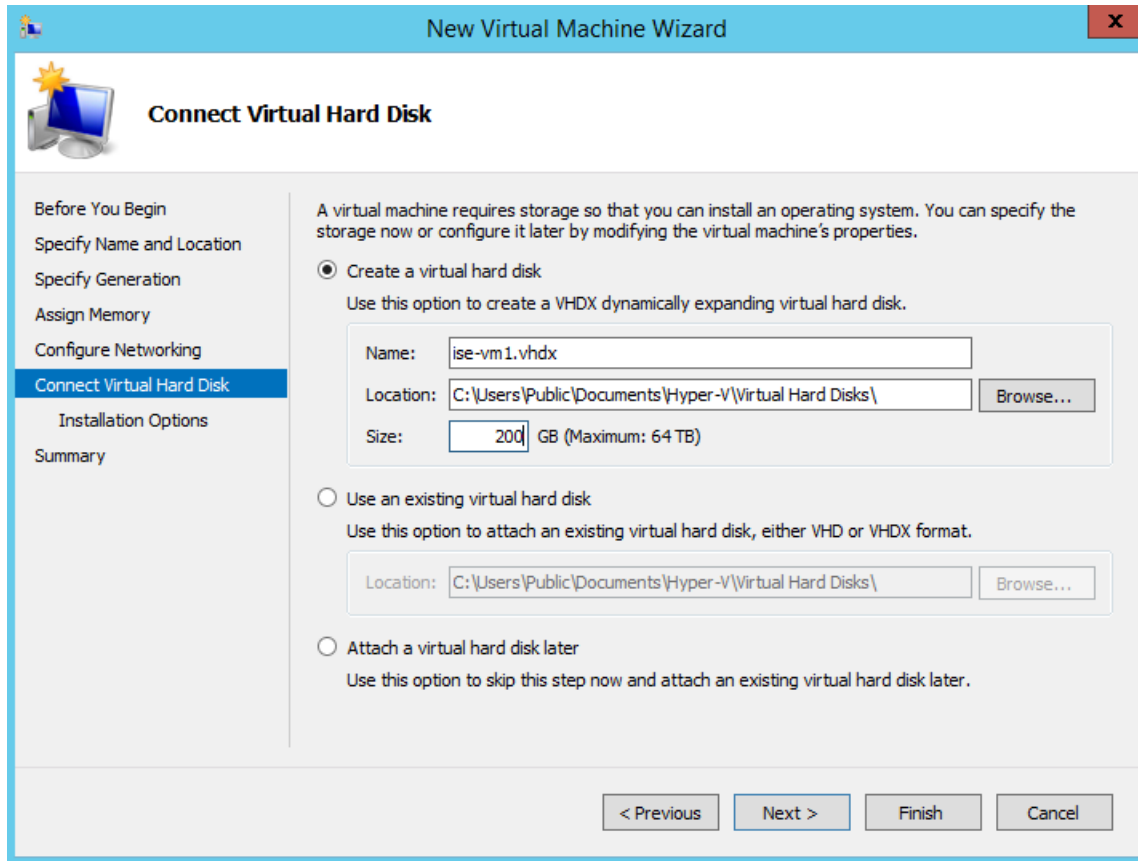 New Virtual Machine Wizard
x
Connect Virtual Hard Disk
Before You Begin
Specify Name and Location
Specify Generation
Assign Memory
Configure Networking
Connect Virtual Hard Disk
Installation Options
Summary
A virtual machine requires storage so that you can install an operating system. You can specify the
storage now or configure it later by modifying the virtual machine's properties.
Create a virtual hard disk
Use this option to create a VHDX dynamically expanding virtual hard disk.
Name: ise-vm1.vhdx
Location: C:\Users\Public\Documents\Hyper-V\Virtual Hard Disks\ Browse...
Size: 200 GB (Maximum: 64 TB)
Use an existing virtual hard disk
Use this option to attach an existing virtual hard disk, either VHD or VHDX format.
Location: C:\Users\Public\Documents\Hyper-V\Virtual Hard Disks\ Browse...
Attach a virtual hard disk later
Use this option to skip this step now and attach an existing virtual hard disk later.
< Previous Next > Finish Cancel